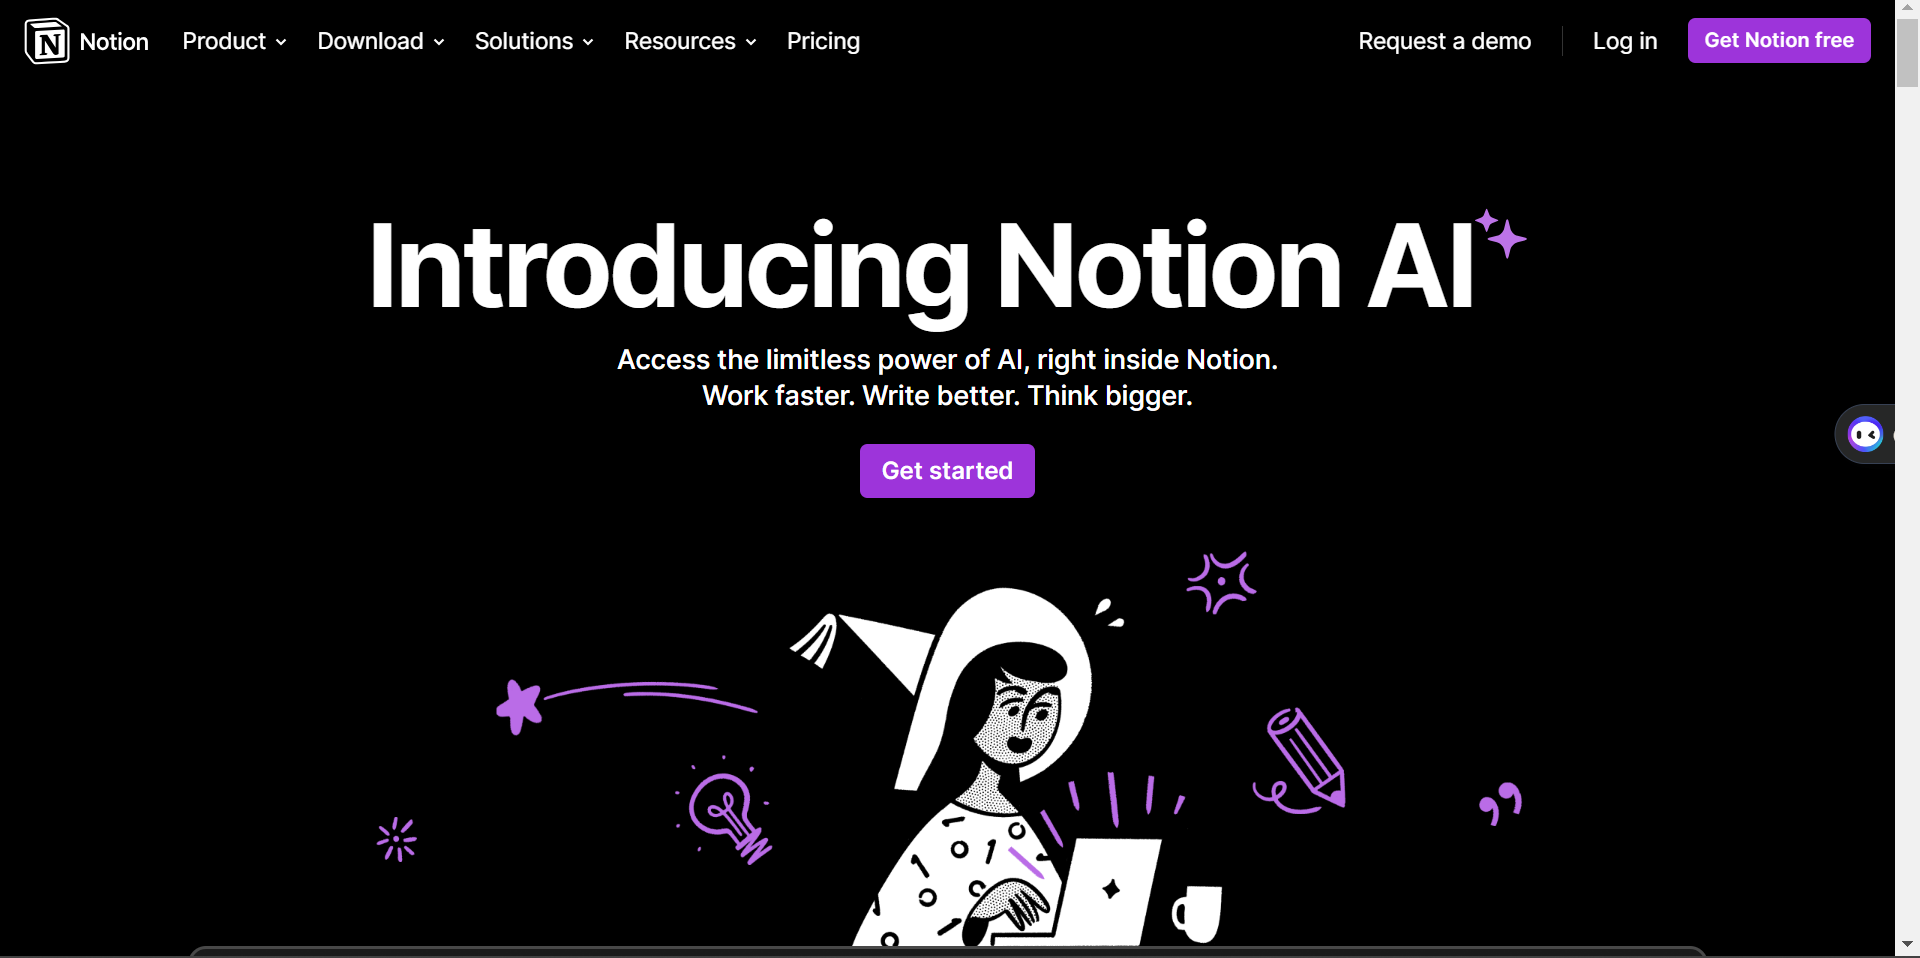 Notion Product Download Solutions Resources Pricing Request a demo Log in Get Notion free
Introducing Notion AI
Access the limitless power of AI, right inside Notion.
Work faster. Write better. Think bigger.
Get started